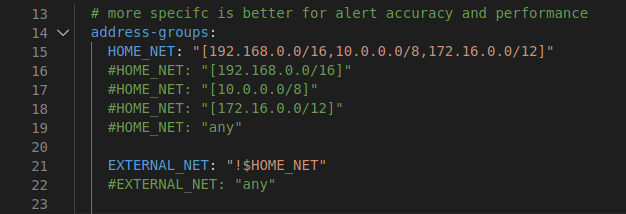 13 # more specifc is better for alert accuracy and performance
14 address-groups:
15 HOME_NET: "[192.168.0.0/16,10.0.0.0/8,172.16.0.0/12]"
16 #HOME_NET: "[192.168.0.0/16]"
17 #HOME_NET: "[10.0.0.0/8]"
18 #HOME_NET: "[172.16.0.0/12]"
19 #HOME_NET: "any"
20
21 EXTERNAL_NET: "!$HOME_NET"
22 #EXTERNAL_NET: "any"
23